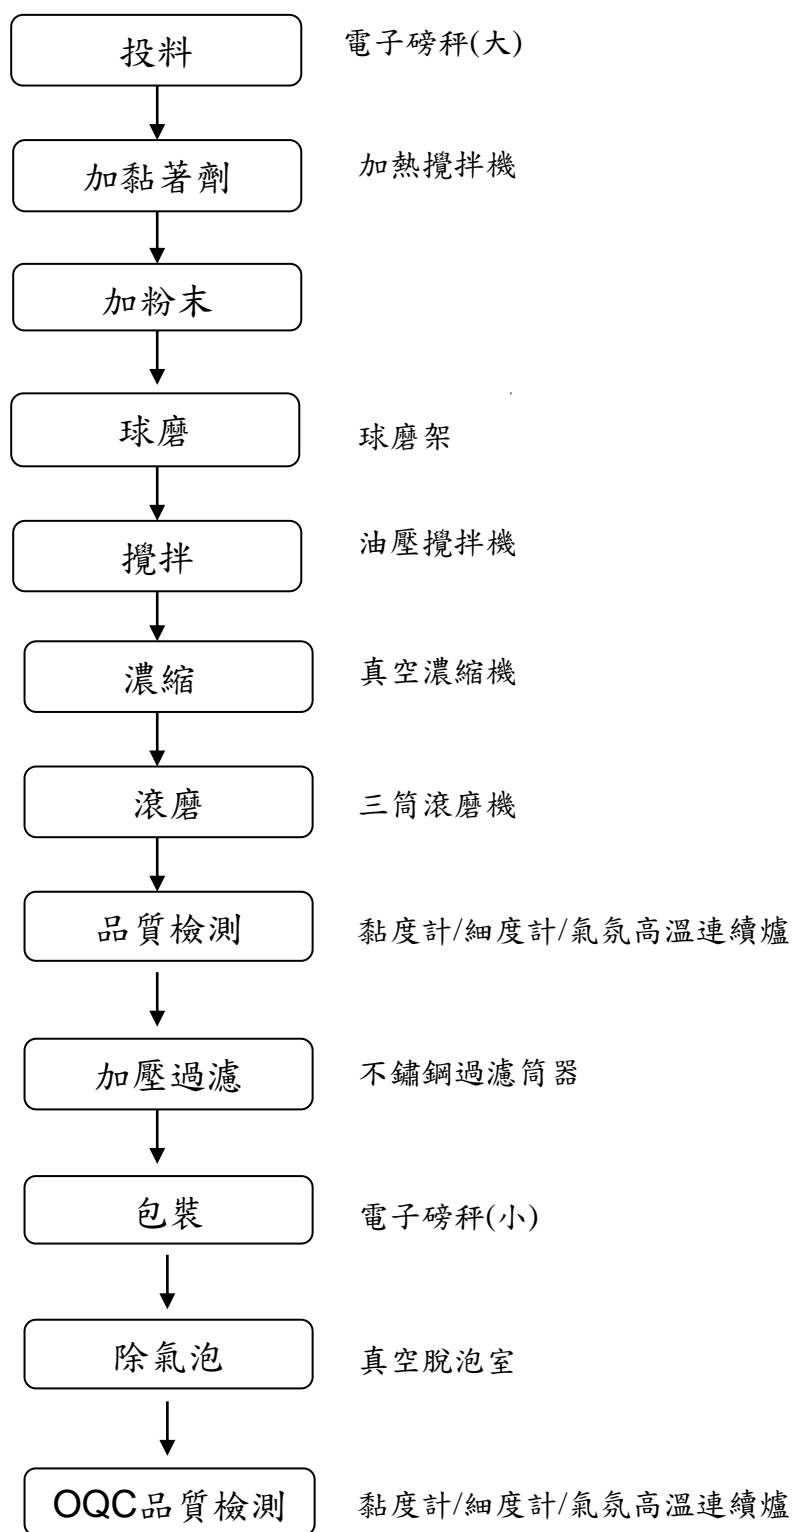 投料
電子磅秤(大)
加黏著劑
加熱攪拌機
加粉末
球磨
球磨架
攪拌
油壓攪拌機
濃縮
真空濃縮機
滾磨
三筒滾磨機
品質檢測
黏度計/細度計/氣氛高溫連續爐
加壓過濾
不鏽鋼過濾筒器
包裝
電子磅秤(小)
除氣泡
真空脫泡室
OQC品質檢測
黏度計/細度計/氣氛高溫連續爐